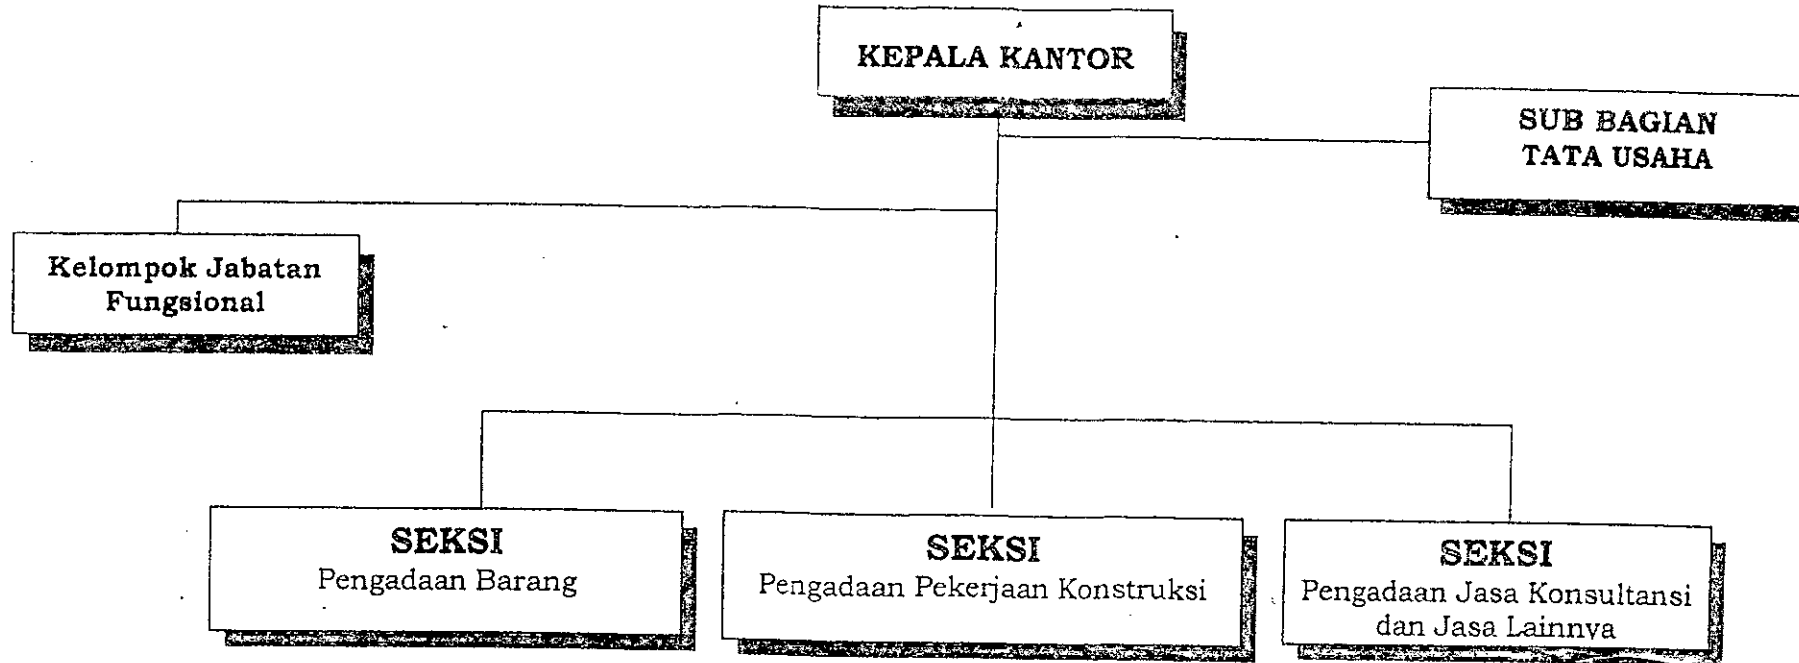 KEPALA KANTOR
SUB BAGIAN
TATA USAHA
Kelompok Jabatan
Fungsional
SEKSI
Pengadaan Barang
SEKSI
Pengadaan Pekerjaan Konstruksi
SEKSI
Pengadaan Jasa Konsultansi
dan Jasa Lainnya